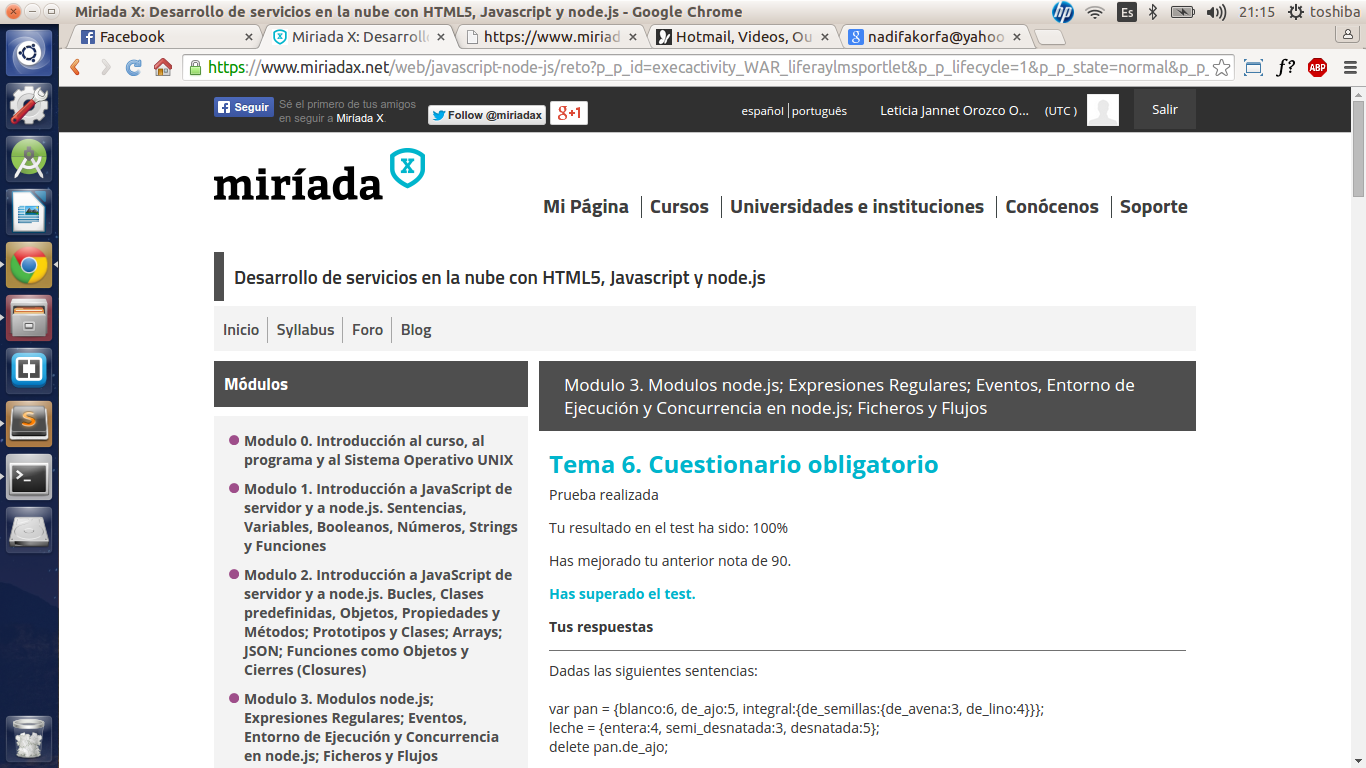 Miriada X: Desarrollo de servicios en la nube con HTML5, Javascript y node.js - Google Chrome
Es
21:15
toshiba
Facebook
Miriada X: Desarroll
https://www.miriad
Hotmail, Videos, Ou
nadifakorfa@yahoo
https://www.miriadax.net/web/javascript-node-js/reto?p_p_id=execactivity_WAR_liferaylmsportlet&p_p_lifecycle=1&p_p_state=normal&p_p_
f?
ABP
Seguir
Sé el primero de tus amigos
en seguir a Miríada X.
Follow @miriadax
g+1
español
português
Leticia Jannet Orozco O...
(UTC )
Salir
miríada X
Mi Página
Cursos
Universidades e instituciones
Conócenos
Soporte
Desarrollo de servicios en la nube con HTML5, Javascript y node.js
Inicio
Syllabus
Foro
Blog
Módulos
Modulo 0. Introducción al curso, al
programa y al Sistema Operativo UNIX
Modulo 1. Introducción a JavaScript de
servidor y a node.js. Sentencias,
Variables, Booleanos, Números, Strings
y Funciones
Modulo 2. Introducción a JavaScript de
servidor y a node.js. Bucles, Clases
predefinidas, Objetos, Propiedades y
Métodos; Prototipos y Clases; Arrays;
JSON; Funciones como Objetos y
Cierres (Closures)
Modulo 3. Modulos node.js;
Expresiones Regulares; Eventos,
Entorno de Ejecución y Concurrencia
en node.js; Ficheros y Flujos
Modulo 3. Modulos node.js; Expresiones Regulares; Eventos, Entorno de
Ejecución y Concurrencia en node.js; Ficheros y Flujos
Tema 6. Cuestionario obligatorio
Prueba realizada
Tu resultado en el test ha sido: 100%
Has mejorado tu anterior nota de 90.
Has superado el test.
Tus respuestas
Dadas las siguientes sentencias:
var pan = {blanco:6, de_ajo:5, integral:{de_semillas:{de_avena:3, de_lino:4}}};
leche = {entera:4, semi_desnatada:3, desnatada:5};
delete pan.de_ajo;